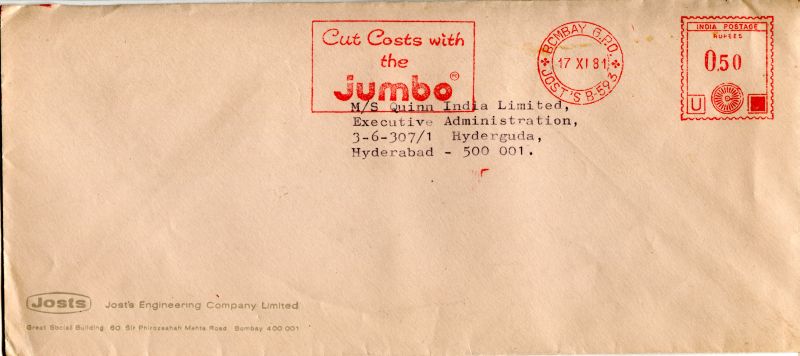 Cut Costs with
the
jumbo®
BOMBAY G.P.O.
17 XI 81
JOST'S B-593
INDIA POSTAGE
RUPEES
0.50
U
M/S Quinn India Limited,
Executive Administration,
3-6-307/1 Hyderguda,
Hyderabad - 500 001.
Josts Jost's Engineering Company Limited
Great Social Building, 60, Sir Phirozeshah Mehta Road, Bombay 400 001